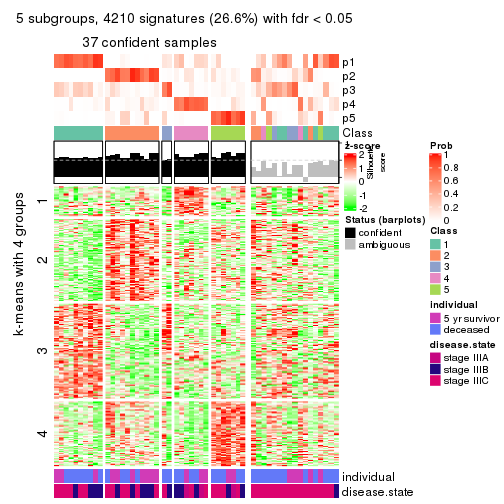 5 subgroups, 4210 signatures (26.6%) with fdr < 0.05
37 confident samples
p1
p2
p3
p4
p5
Class
z-score
2
1
0
-1
-2
Silhouette
score
1
2
3
4
k-means with 4 groups
individual
disease.state
Status (barplots)
confident
ambiguous
Prob
1
0.8
0.6
0.4
0.2
0
Class
1
2
3
4
5
individual
5 yr survivor
deceased
disease.state
stage IIIA
stage IIIB
stage IIIC